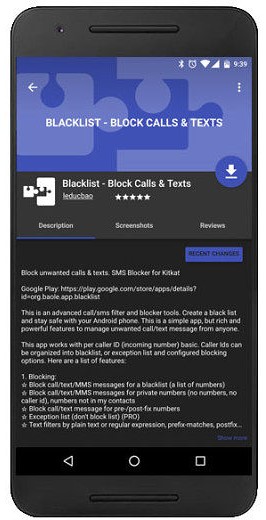 9:39
BLACKLIST - BLOCK CALLS & TEXTS
Blacklist - Block Calls & Texts
leducbao
★★★★★
Description Screenshots Reviews
RECENT CHANGES
Block unwanted calls & texts. SMS Blocker for Kitkat
Google Play: https://play.google.com/store/apps/details?
id=org.baole.app.blacklist
This is an advanced call/sms filter and blocker tools. Create a black list
and stay safe with your Android phone. This is a simple app, but rich and
powerful features to manage unwanted call/text message from anyone.
This app works with per caller ID (incoming number) basic. Caller Ids can
be organized into blacklist, or exception list and configured blocking
options. Here are a list of features:
1. Blocking:
☆ Block call/text/MMS messages for a blacklist (a list of numbers)
☆ Block call/text/MMS messages for private numbers (no numbers, no
caller id), numbers not in my contacts
☆ Block call/text message for pre-/post-fix numbers
☆ Exception list (don't block list) (PRO)
☆ Text filters by plain text or regular expression, prefix-matches, postfix...
Show more